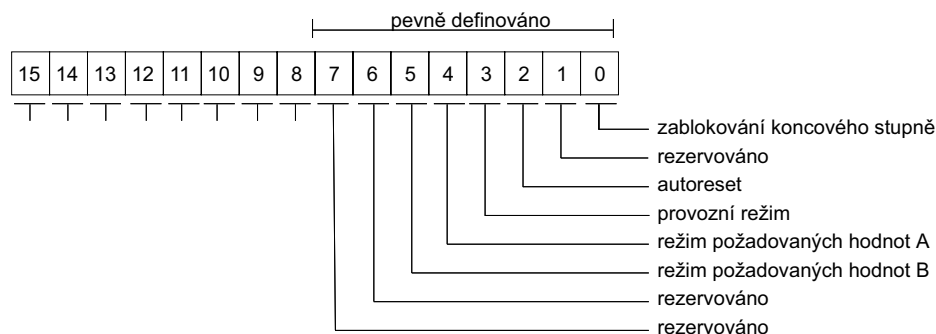 pevně definováno
15 14 13 12 11 10 9 8 7 6 5 4 3 2 1 0
zablokování koncového stupně
rezervováno
autoreset
provozní režim
režim požadovaných hodnot A
režim požadovaných hodnot B
rezervováno
rezervováno